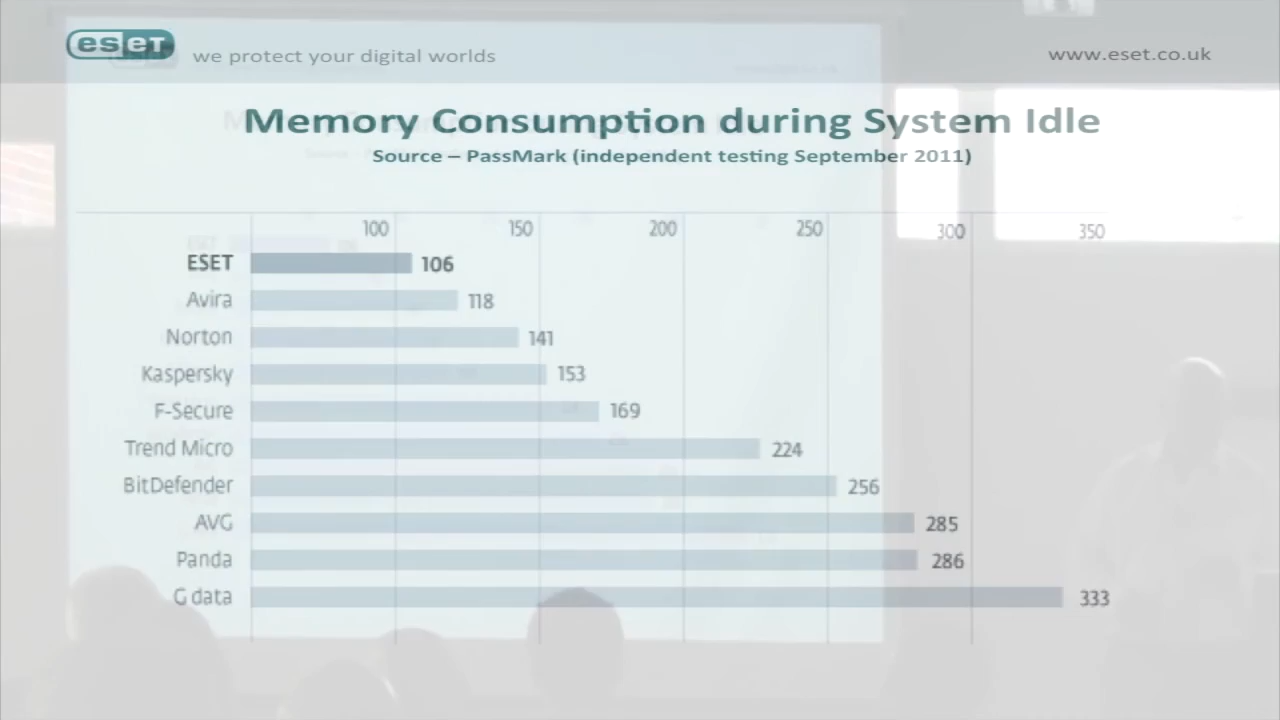 eseT we protect your digital worlds www.eset.co.uk
Memory Consumption during System Idle
Source – PassMark (independent testing September 2011)
100 150 200 250 300 350
ESET 106
Avira 118
Norton 141
Kaspersky 153
F-Secure 169
Trend Micro 224
BitDefender 256
AVG 285
Panda 286
G data 333